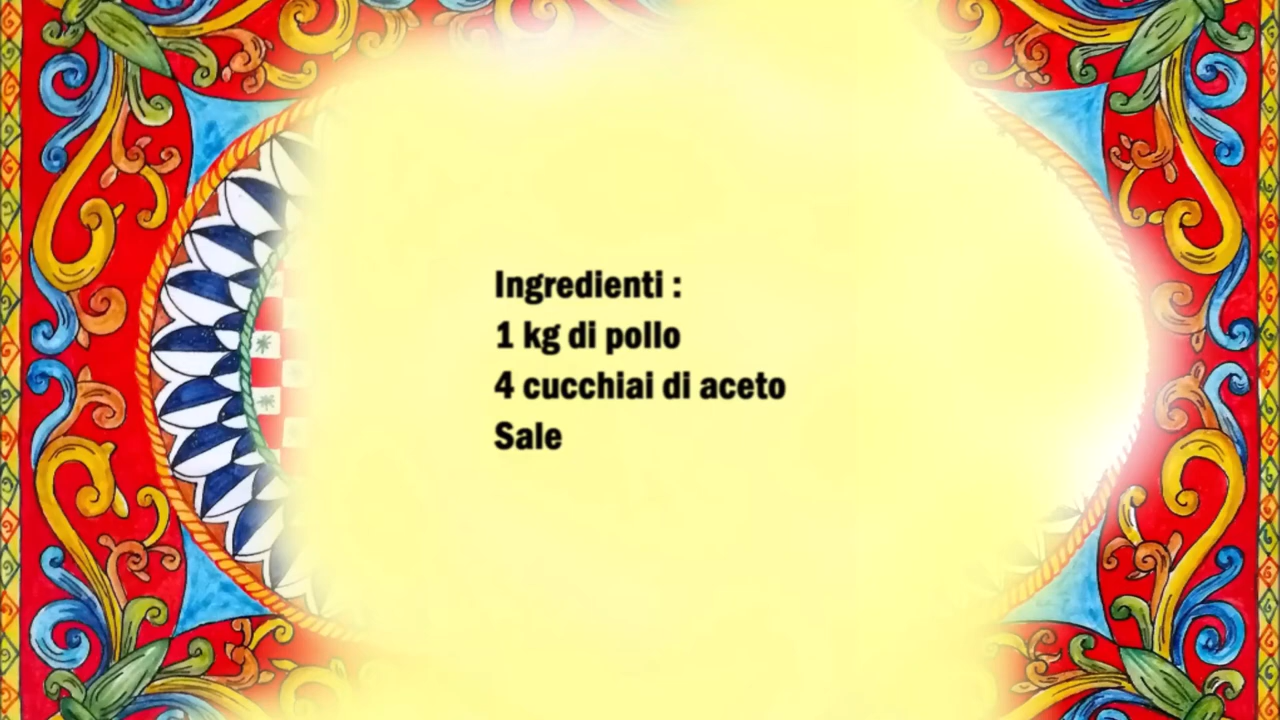 Ingredienti :
1 kg di pollo
4 cucchiai di aceto
Sale